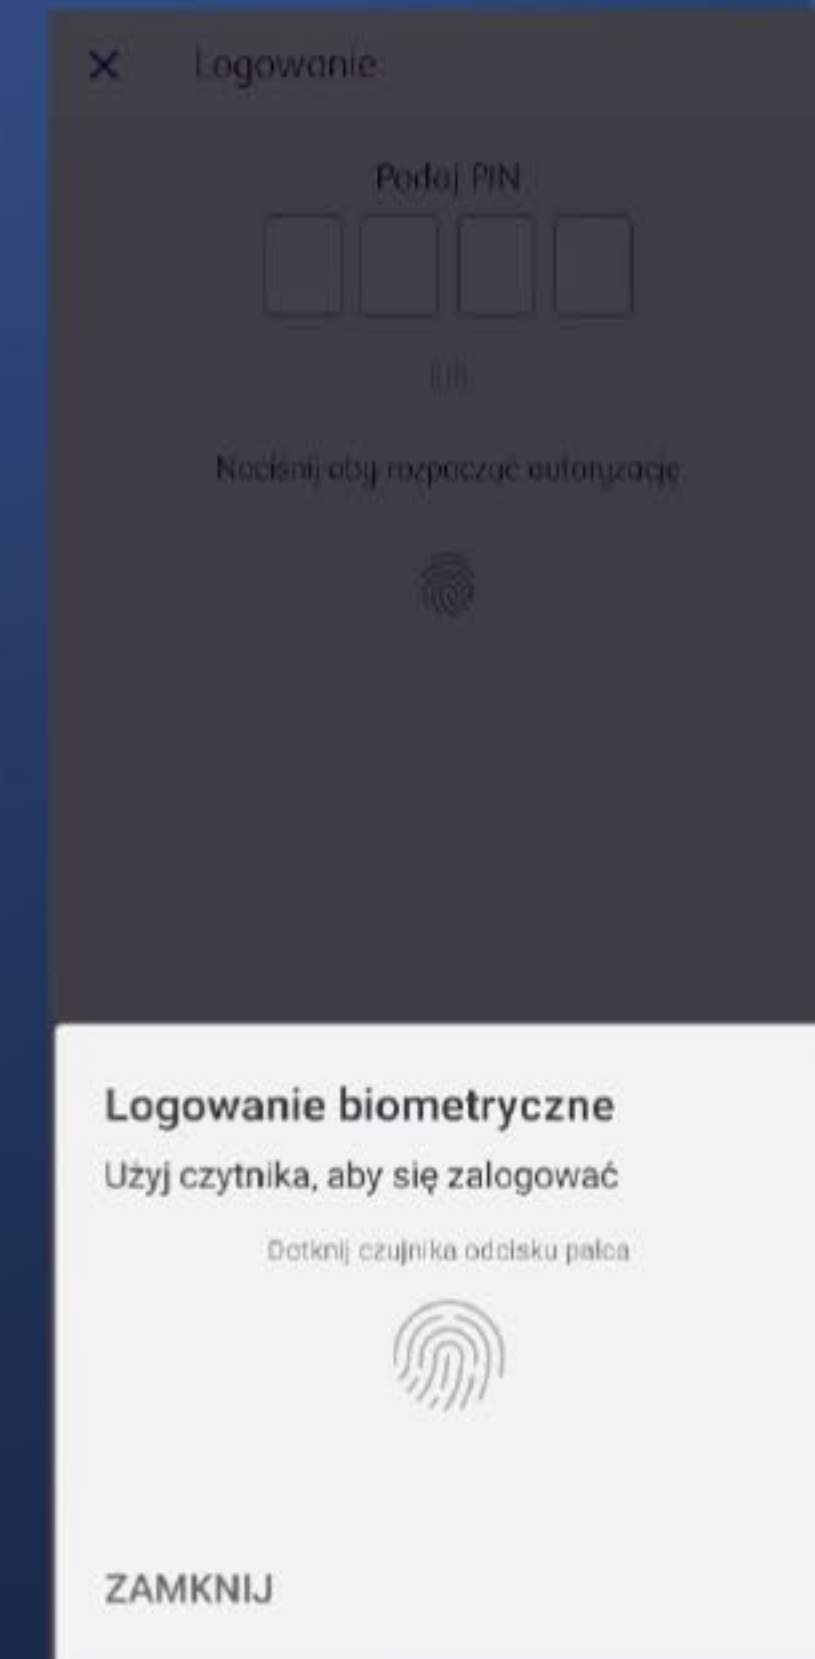 Logowanie
Podaj PIN
lub
Naciśnij aby rozpocząć autoryzację
Logowanie biometryczne
Użyj czytnika, aby się zalogować
Dotknij czujnika odcisku palca
ZAMKNIJ